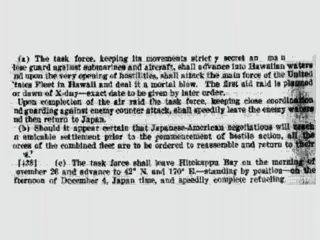 (a) The task force, keeping its movements strict y secret an ma n
lose guard against submarines and aircraft, shall advance into Hawaiian waters
nd upon the very opening of hostilities, shall attack the main force of the United
tates Fleet in Hawaii and deal it a mortal blow. The first aid raid is planned
or dawn of X-day—exact date to be given by later order.
Upon completion of the air raid the task force, keeping close coordination
nd guarding against enemy counter attack, shall speedily leave the enemy waters
nd then return to Japan.
(b) Should it appear certain that Japanese-American negotiations will reach
n amicable settlement prior to the commencement of hostile action, all the
orces of the combined fleet are to be ordered to reassemble and return to their
[438] (c) The task force shall leave Hitokappu Bay on the morning of
ovember 26 and advance to 42° N. and 170° E.—standing by position—on the
fternoon of December 4, Japan time, and speedily complete refueling